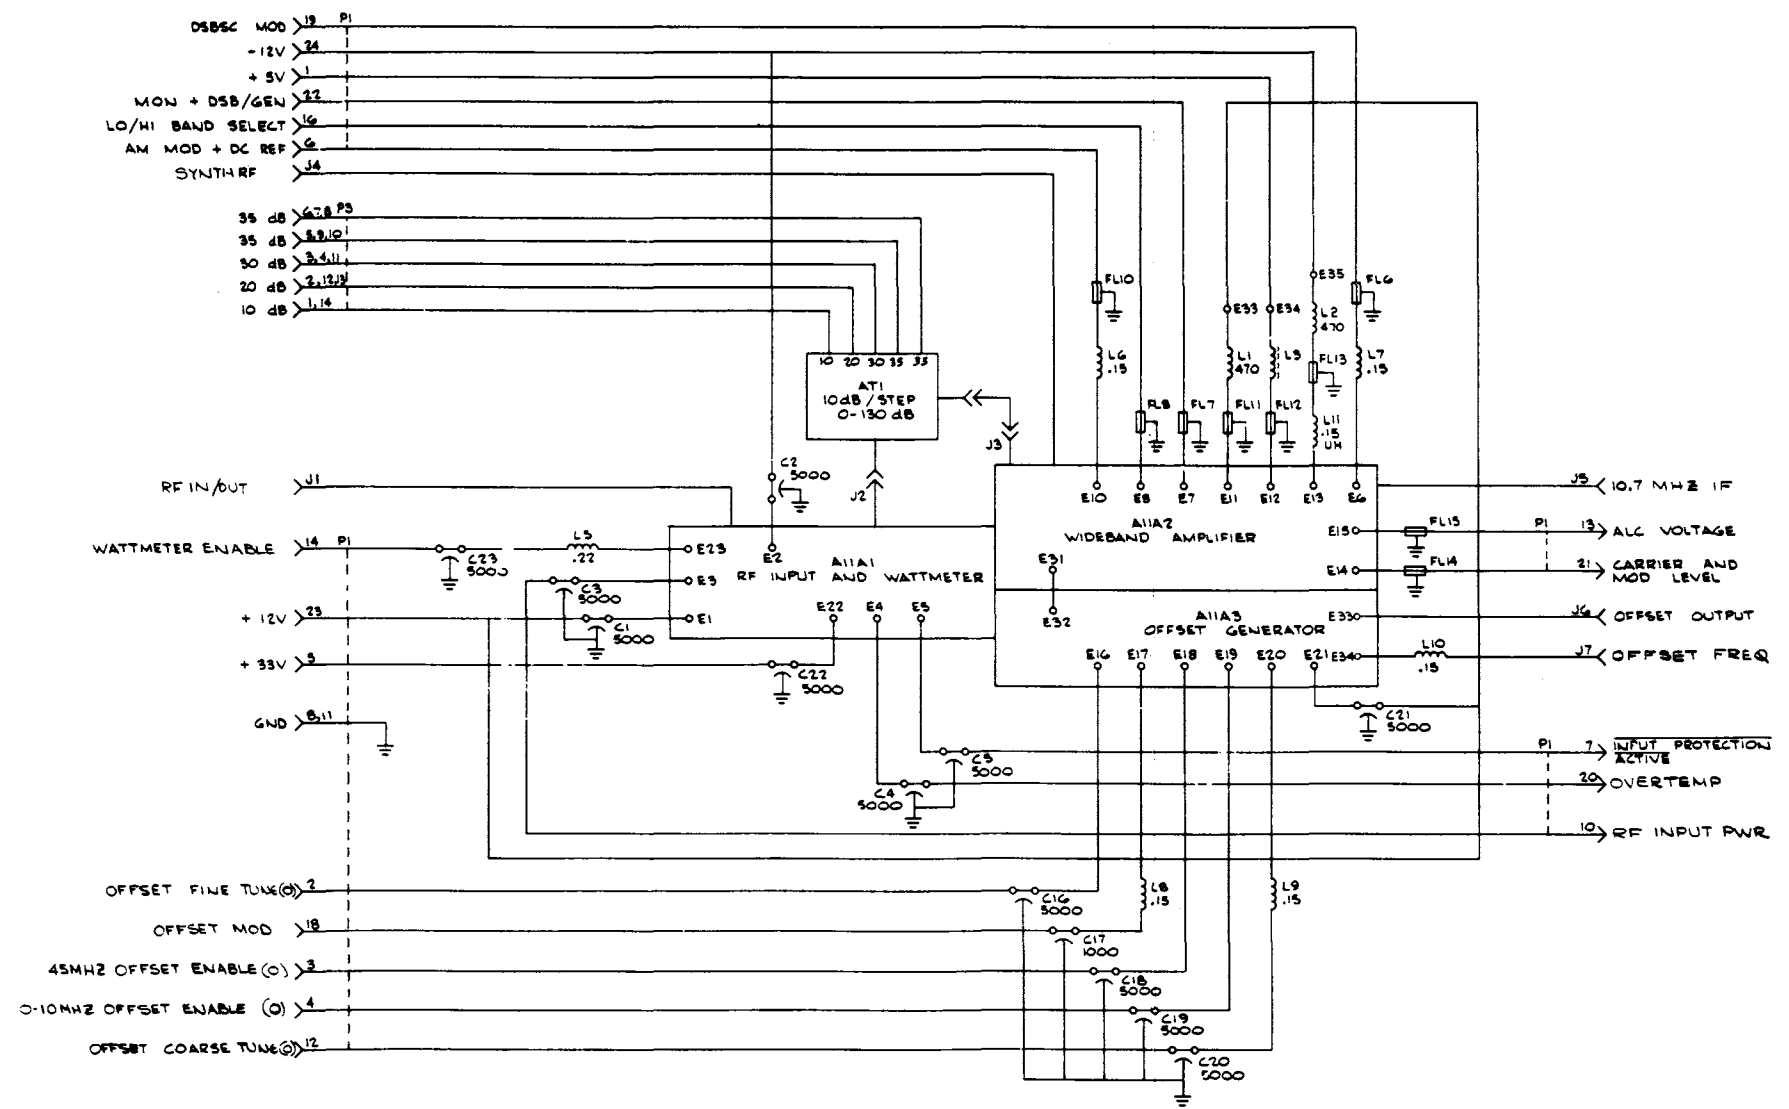 DSBSC MOD 19 P1
-12V 24
+ 5V 1
MON + DSB/GEN 22
LO/HI BAND SELECT 16
AM MOD + DC REF 6
SYNTH RF J4
35 dB 6,7,8 P3
35 dB 5,9,10
30 dB 3,4,11
20 dB 2,12,13
10 dB 1,14
FL10
L6
.15
E33
E34
E35
L2
470
FL6
L1
470
L3
FL13
L7
.15
FL8
FL7
FL11
FL12
L11
.15
UH
10 20 30 35 35
AT1
10dB/STEP
0-130 dB
J3
J2
C2
5000
RF IN/OUT J1
WATTMETER ENABLE 14 P1
C23
5000
L5
.22
E23
E2
E3
E1
A11A1
RF INPUT AND WATTMETER
E22 E4 E5
C3
5000
C1
5000
+ 12V 23
+ 33V 5
C22
5000
GND 8,11
E10 E8 E7 E11 E12 E13 E6
A11A2
WIDEBAND AMPLIFIER
E15
E14
E31
E32
A11A3
OFFSET GENERATOR
E33
E34
E16 E17 E18 E19 E20 E21
J5 10.7 MHZ IF
FL15 P1 13 ALC VOLTAGE
FL14 21 CARRIER AND
MOD LEVEL
J6 OFFSET OUTPUT
L10
.15
J7 OFFSET FREQ
C21
5000
P1 7 INPUT PROTECTION
ACTIVE
20 OVERTEMP
10 RF INPUT PWR
C5
5000
C4
5000
OFFSET FINE TUNE(0) 2
OFFSET MOD 18
45MHZ OFFSET ENABLE (0) 3
0-10MHZ OFFSET ENABLE (0) 4
OFFSET COARSE TUNE(0) 12
C16
5000
C17
1000
C18
5000
C19
5000
C20
5000
L8
.15
L9
.15